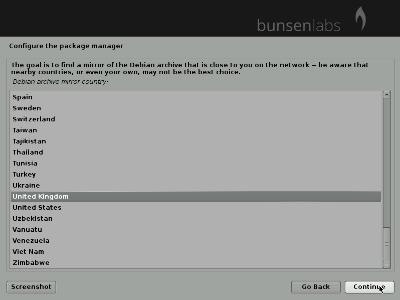 bunsenlabs
Configure the package manager
The goal is to find a mirror of the Debian archive that is close to you on the network -- be aware that
nearby countries, or even your own, may not be the best choice.
Debian archive mirror country:
Spain
Sweden
Switzerland
Taiwan
Tajikistan
Thailand
Tunisia
Turkey
Ukraine
United Kingdom
United States
Uzbekistan
Vanuatu
Venezuela
Viet Nam
Zimbabwe
Screenshot
Go Back
Continue